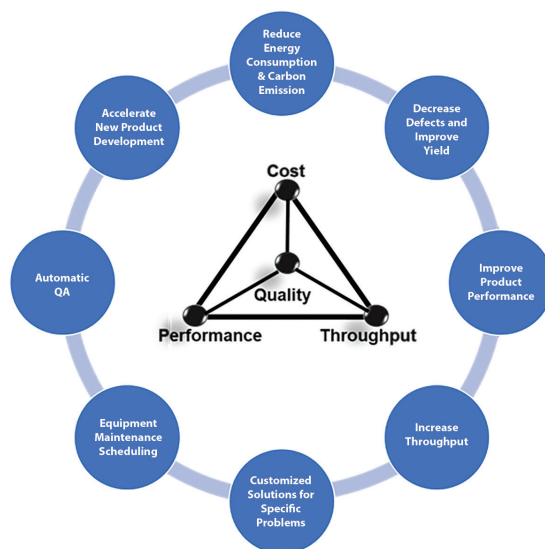 Reduce
Energy
Consumption
& Carbon
Emission
Decrease
Defects and
Improve
Yield
Improve
Product
Performance
Increase
Throughput
Customized
Solutions for
Specific
Problems
Equipment
Maintenance
Scheduling
Automatic
QA
Accelerate
New Product
Development
Cost
Quality
Performance
Throughput